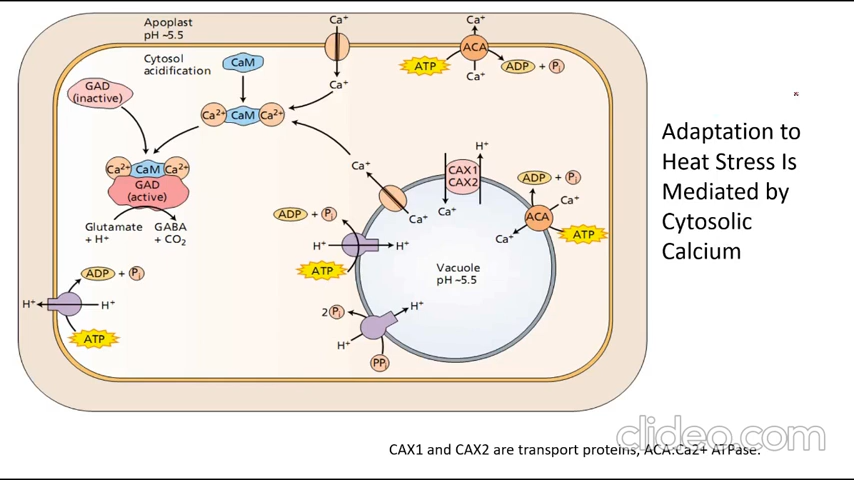 Apoplast
pH ~5.5
Cytosol
acidification
Ca⁺
Ca⁺
Ca⁺
ACA
Ca⁺
ATP
ADP + Pi
CaM
GAD
(inactive)
Ca²⁺ CaM Ca²⁺
Ca²⁺ CaM Ca²⁺
GAD
(active)
Glutamate
+ H⁺
GABA
+ CO₂
Ca⁺
Ca⁺
CAX1
CAX2
H⁺
Ca⁺
ADP + Pi
Ca⁺
ACA
Ca⁺
ATP
ADP + Pi
H⁺
H⁺
ATP
Vacuole
pH ~5.5
2 Pi
H⁺
H⁺
PPi
ADP + Pi
H⁺
H⁺
ATP
Adaptation to
Heat Stress Is
Mediated by
Cytosolic
Calcium
clideo.com
CAX1 and CAX2 are transport proteins, ACA:Ca2+ ATPase.